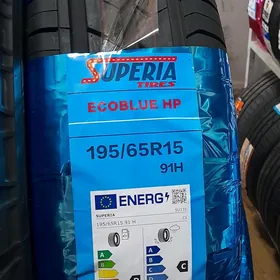 SUPERIA
TIRES
ECOBLUE HP
195/65R15
91H
ENERG
SUPERIA
195/65R15 91 H
A
B
A
B
C